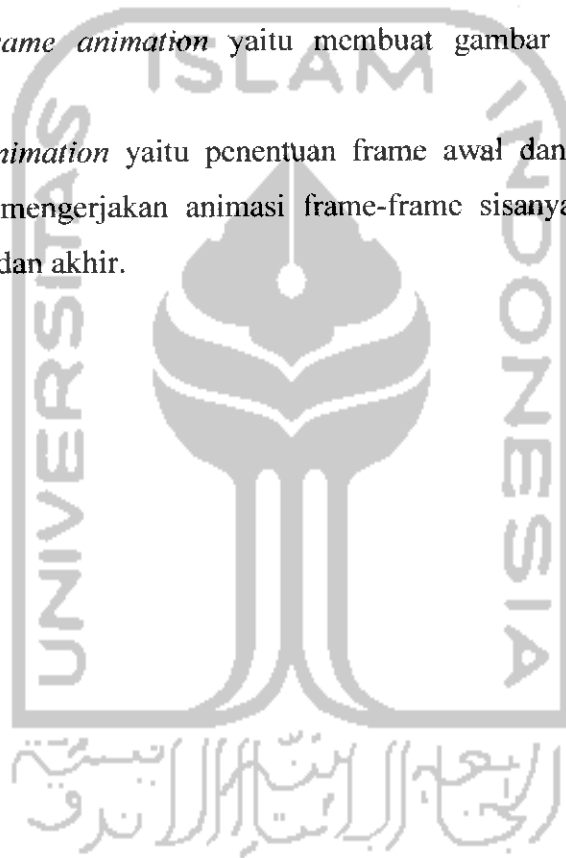 ame animation yaitu membuat gambar
nimation yaitu penentuan frame awal dan
mengerjakan animasi frame-frame sisanya
dan akhir.
UNIVERSITAS ISLAM INDONESIA